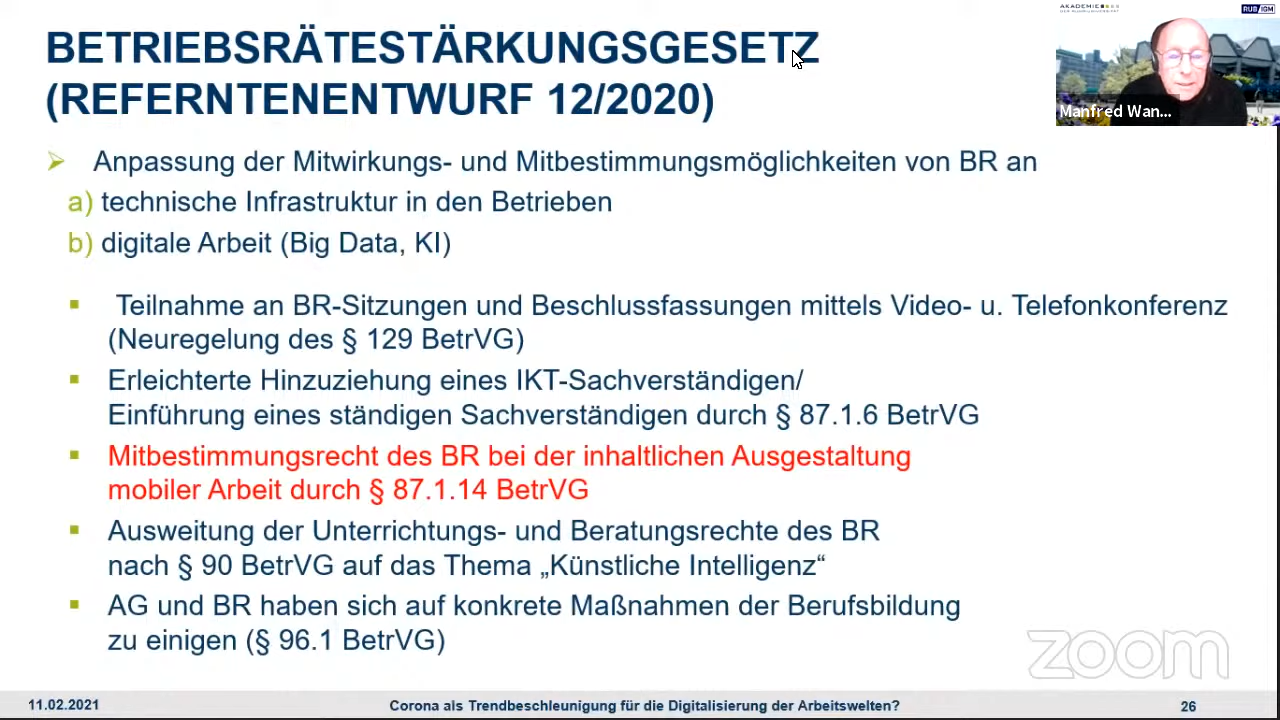 BETRIEBSRÄTESTÄRKUNGSGESETZ
(REFERNTENENTWURF 12/2020)
AKADEMIE
RUB/IGM
Manfred Wan...
➢ Anpassung der Mitwirkungs- und Mitbestimmungsmöglichkeiten von BR an
a) technische Infrastruktur in den Betrieben
b) digitale Arbeit (Big Data, KI)
▪ Teilnahme an BR-Sitzungen und Beschlussfassungen mittels Video- u. Telefonkonferenz
(Neuregelung des § 129 BetrVG)
▪ Erleichterte Hinzuziehung eines IKT-Sachverständigen/
Einführung eines ständigen Sachverständigen durch § 87.1.6 BetrVG
▪ Mitbestimmungsrecht des BR bei der inhaltlichen Ausgestaltung
mobiler Arbeit durch § 87.1.14 BetrVG
▪ Ausweitung der Unterrichtungs- und Beratungsrechte des BR
nach § 90 BetrVG auf das Thema „Künstliche Intelligenz“
▪ AG und BR haben sich auf konkrete Maßnahmen der Berufsbildung
zu einigen (§ 96.1 BetrVG)
zoom
11.02.2021
Corona als Trendbeschleunigung für die Digitalisierung der Arbeitswelten?
26